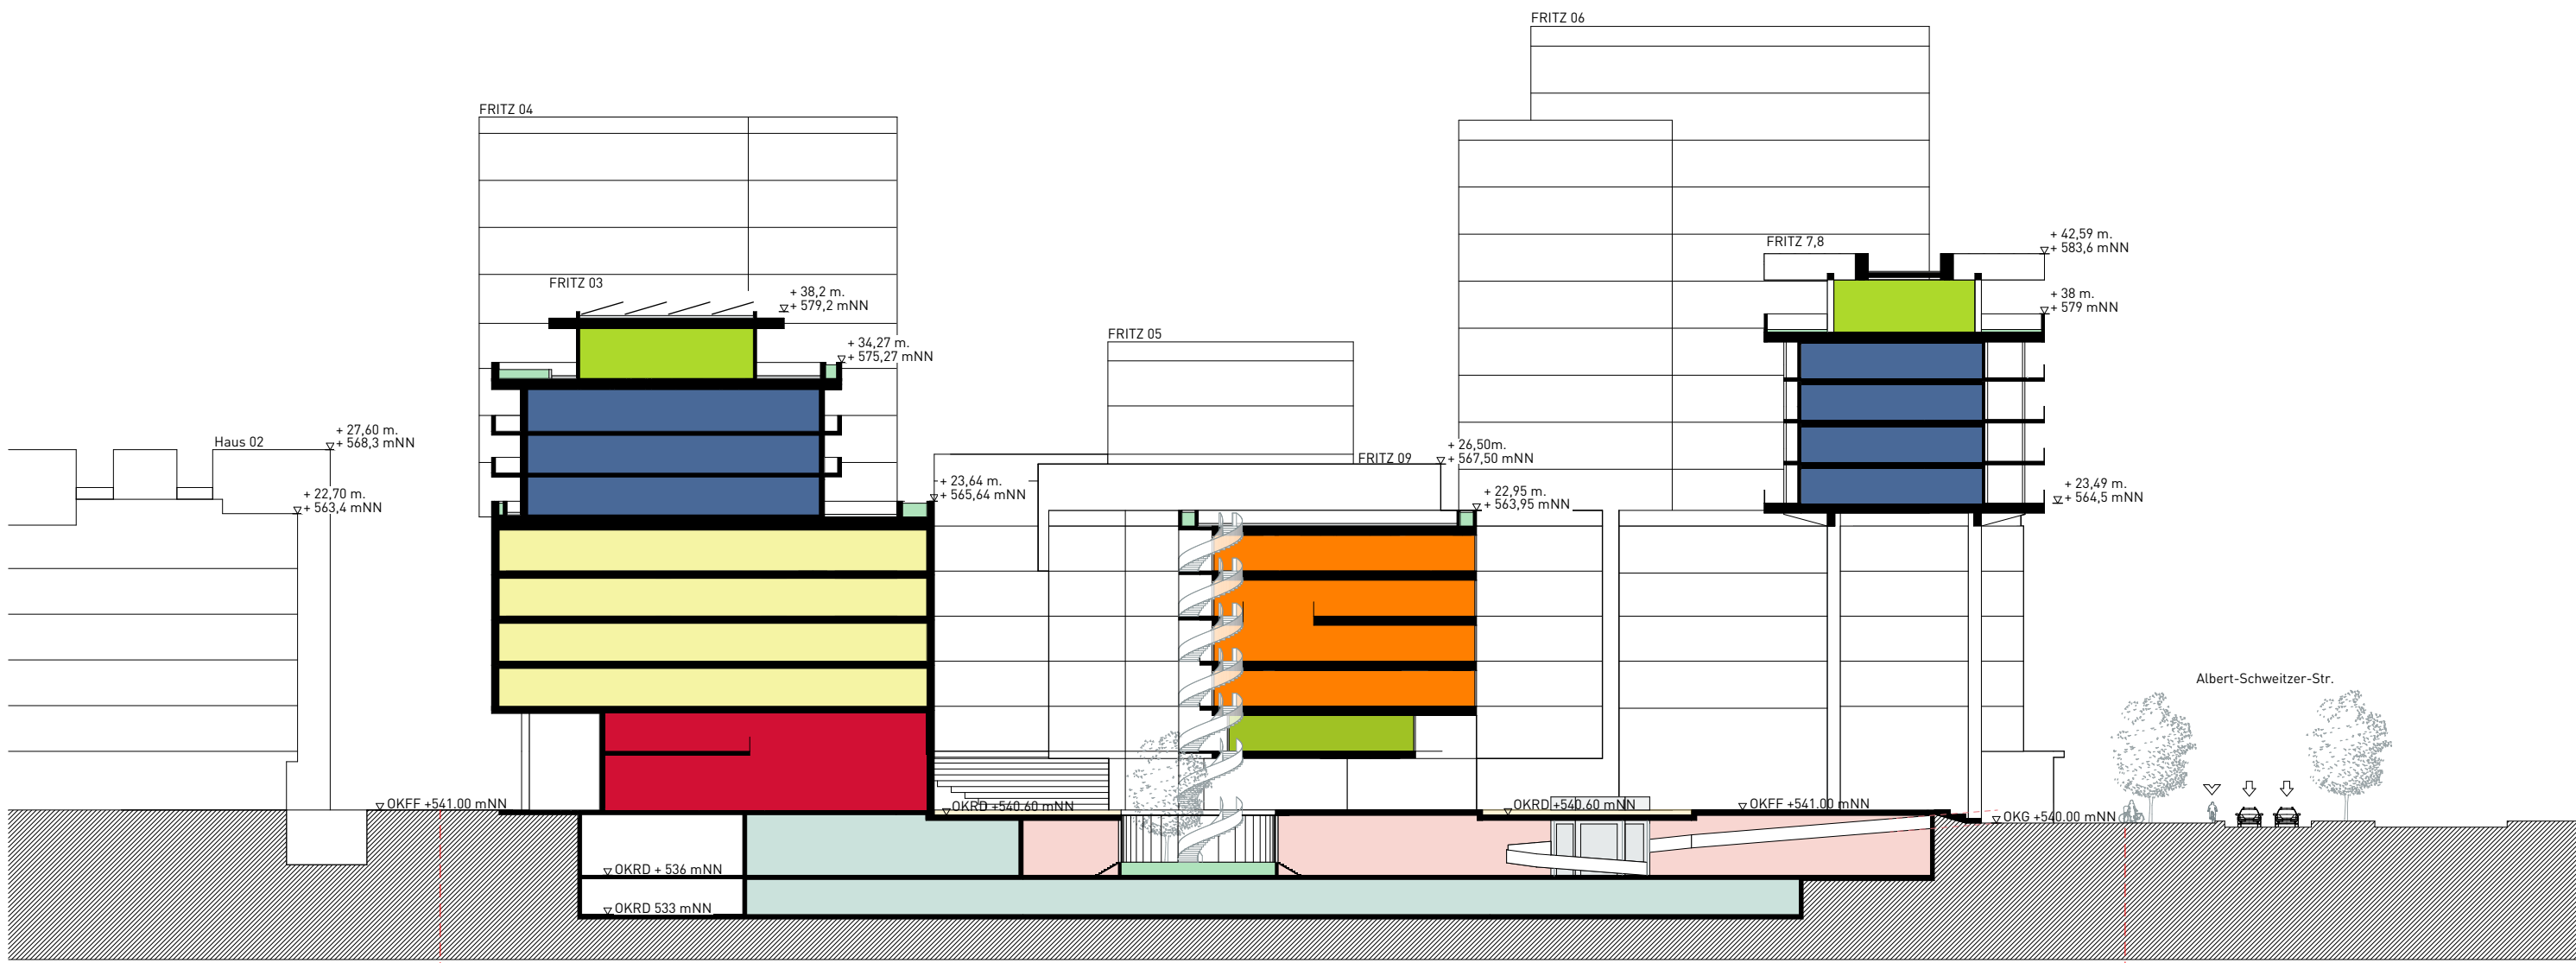 FRITZ 06
FRITZ 04
+ 42,59 m.
+ 583,6 mNN
FRITZ 7,8
FRITZ 03
+ 38,2 m.
+ 579,2 mNN
+ 38 m.
+ 579 mNN
FRITZ 05
+ 34,27 m.
+ 575,27 mNN
+ 27,60 m.
+ 568,3 mNN
Haus 02
+ 26,50m.
+ 567,50 mNN
FRITZ 09
+ 23,64 m.
+ 565,64 mNN
+ 23,49 m.
+ 564,5 mNN
+ 22,70 m.
+ 563,4 mNN
+ 22,95 m.
+ 563,95 mNN
Albert-Schweitzer-Str.
OKFF +541.00 mNN
OKRD +540.60 mNN
OKRD +540.60 mNN
OKFF +541.00 mNN
OKG +540.00 mNN
OKRD + 536 mNN
OKRD 533 mNN